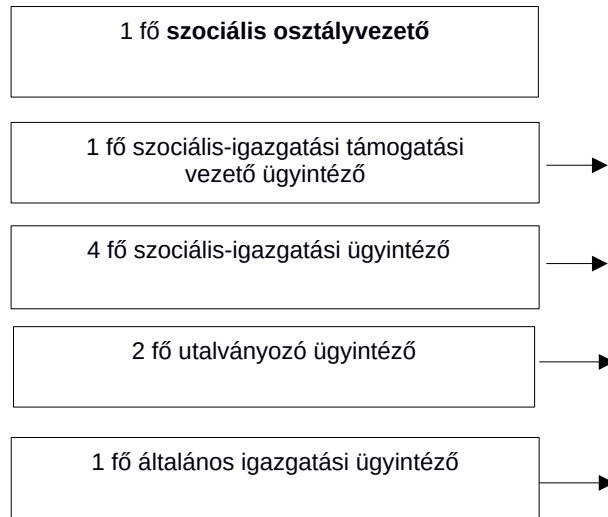 1 fő szociális osztályvezető
1 fő szociális-igazgatási támogatási
vezető ügyintéző
4 fő szociális-igazgatási ügyintéző
2 fő utalványozó ügyintéző
1 fő általános igazgatási ügyintéző